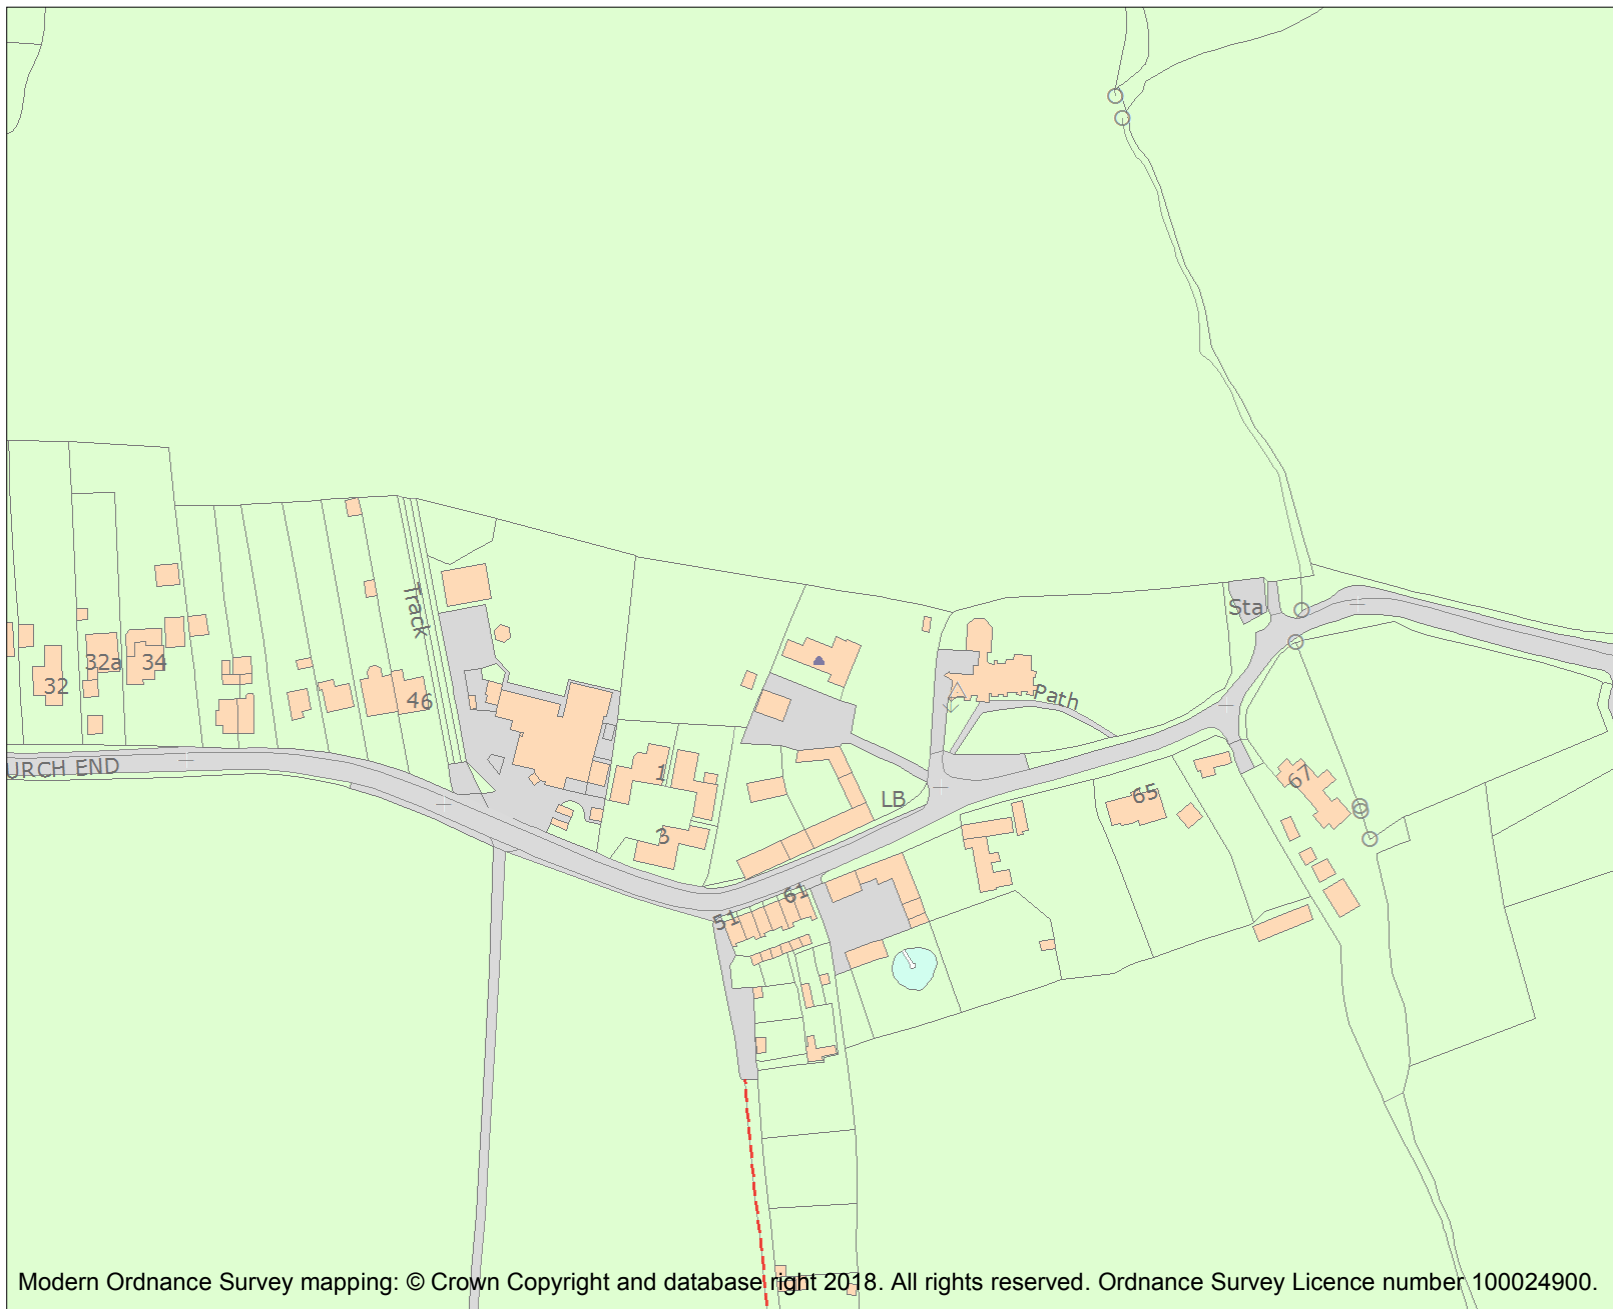 Sta
Track
32a
34
32
46
Path
URCH END
1
67
65
LB
3
61
51
Modern Ordnance Survey mapping: © Crown Copyright and database right 2018. All rights reserved. Ordnance Survey Licence number 100024900.